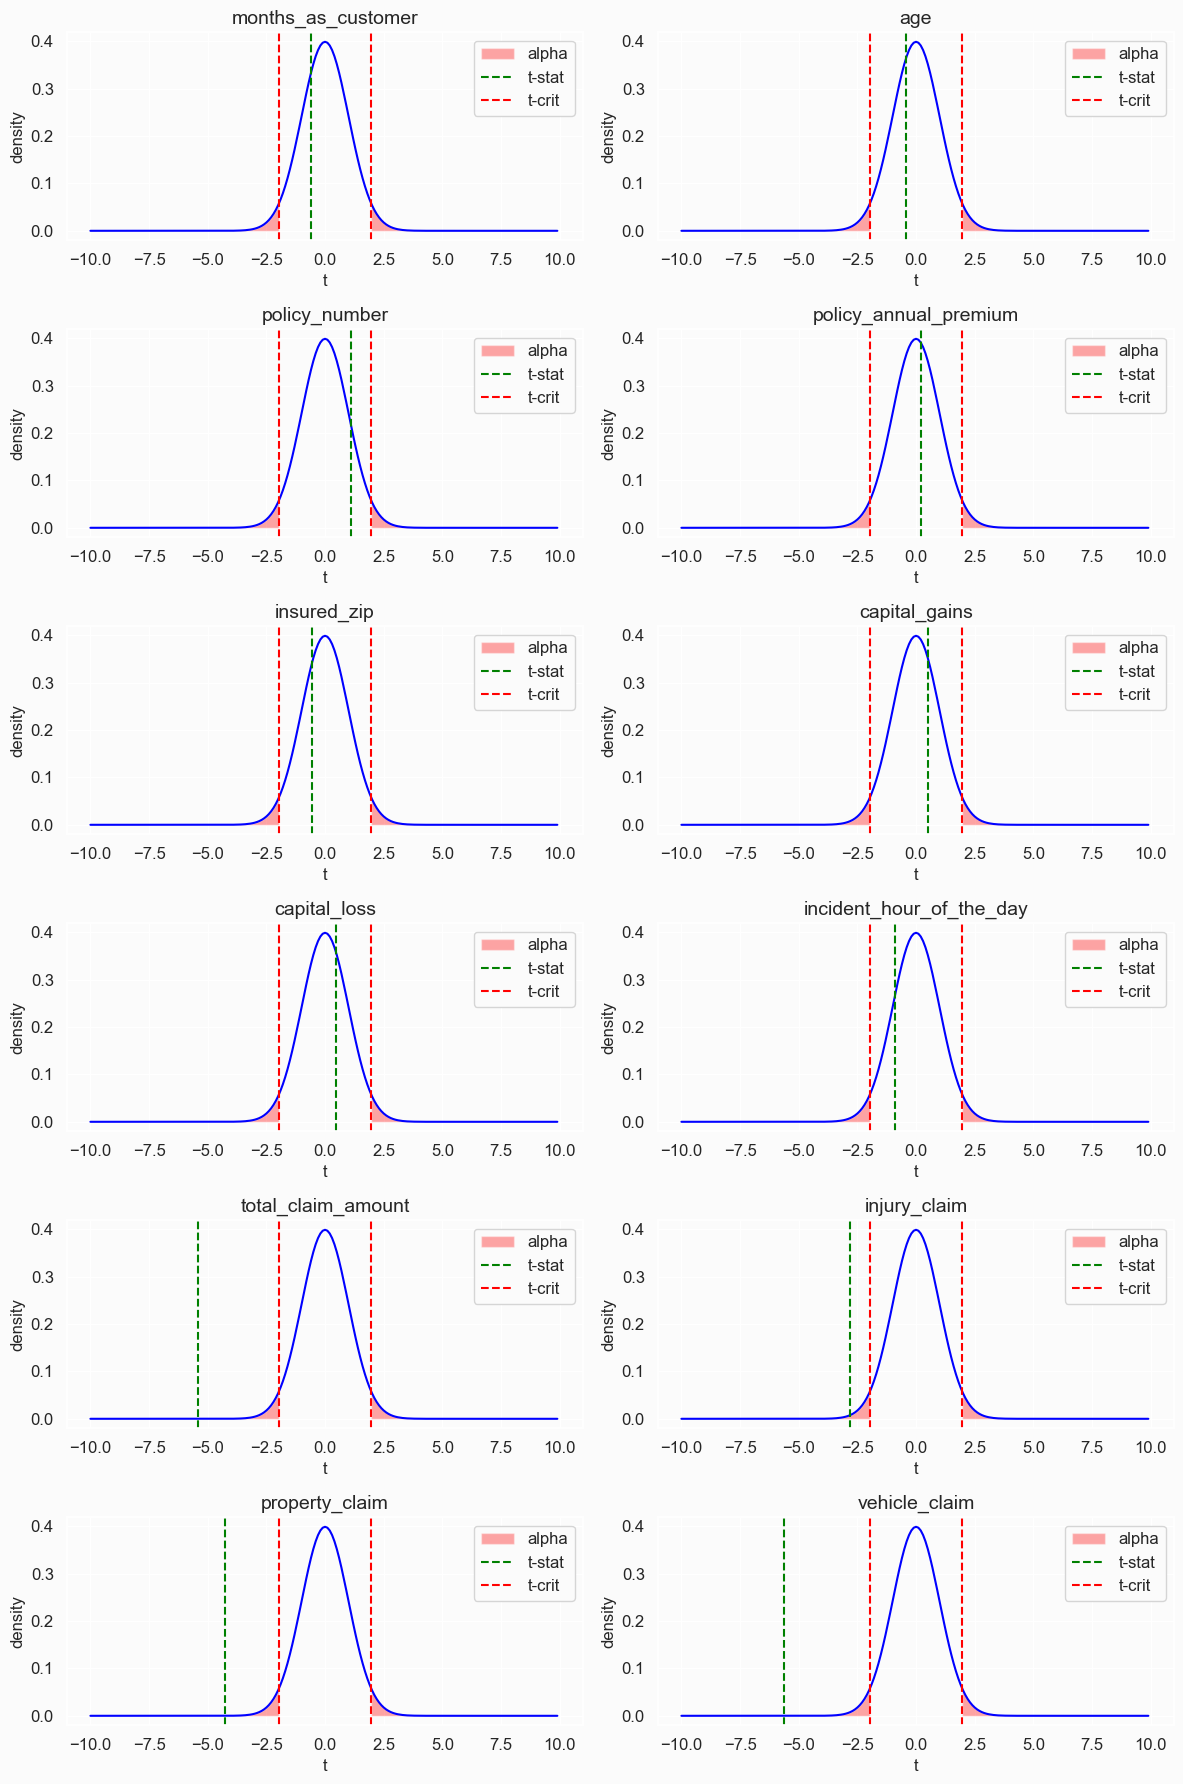 months_as_customer
0.4
0.3
0.2
0.1
0.0
density
alpha
t-stat
t-crit
−10.0 −7.5 −5.0 −2.5 0.0 2.5 5.0 7.5 10.0
t
age
0.4
0.3
0.2
0.1
0.0
density
alpha
t-stat
t-crit
−10.0 −7.5 −5.0 −2.5 0.0 2.5 5.0 7.5 10.0
t
policy_number
0.4
0.3
0.2
0.1
0.0
density
alpha
t-stat
t-crit
−10.0 −7.5 −5.0 −2.5 0.0 2.5 5.0 7.5 10.0
t
policy_annual_premium
0.4
0.3
0.2
0.1
0.0
density
alpha
t-stat
t-crit
−10.0 −7.5 −5.0 −2.5 0.0 2.5 5.0 7.5 10.0
t
insured_zip
0.4
0.3
0.2
0.1
0.0
density
alpha
t-stat
t-crit
−10.0 −7.5 −5.0 −2.5 0.0 2.5 5.0 7.5 10.0
t
capital_gains
0.4
0.3
0.2
0.1
0.0
density
alpha
t-stat
t-crit
−10.0 −7.5 −5.0 −2.5 0.0 2.5 5.0 7.5 10.0
t
capital_loss
0.4
0.3
0.2
0.1
0.0
density
alpha
t-stat
t-crit
−10.0 −7.5 −5.0 −2.5 0.0 2.5 5.0 7.5 10.0
t
incident_hour_of_the_day
0.4
0.3
0.2
0.1
0.0
density
alpha
t-stat
t-crit
−10.0 −7.5 −5.0 −2.5 0.0 2.5 5.0 7.5 10.0
t
total_claim_amount
0.4
0.3
0.2
0.1
0.0
density
alpha
t-stat
t-crit
−10.0 −7.5 −5.0 −2.5 0.0 2.5 5.0 7.5 10.0
t
injury_claim
0.4
0.3
0.2
0.1
0.0
density
alpha
t-stat
t-crit
−10.0 −7.5 −5.0 −2.5 0.0 2.5 5.0 7.5 10.0
t
property_claim
0.4
0.3
0.2
0.1
0.0
density
alpha
t-stat
t-crit
−10.0 −7.5 −5.0 −2.5 0.0 2.5 5.0 7.5 10.0
t
vehicle_claim
0.4
0.3
0.2
0.1
0.0
density
alpha
t-stat
t-crit
−10.0 −7.5 −5.0 −2.5 0.0 2.5 5.0 7.5 10.0
t